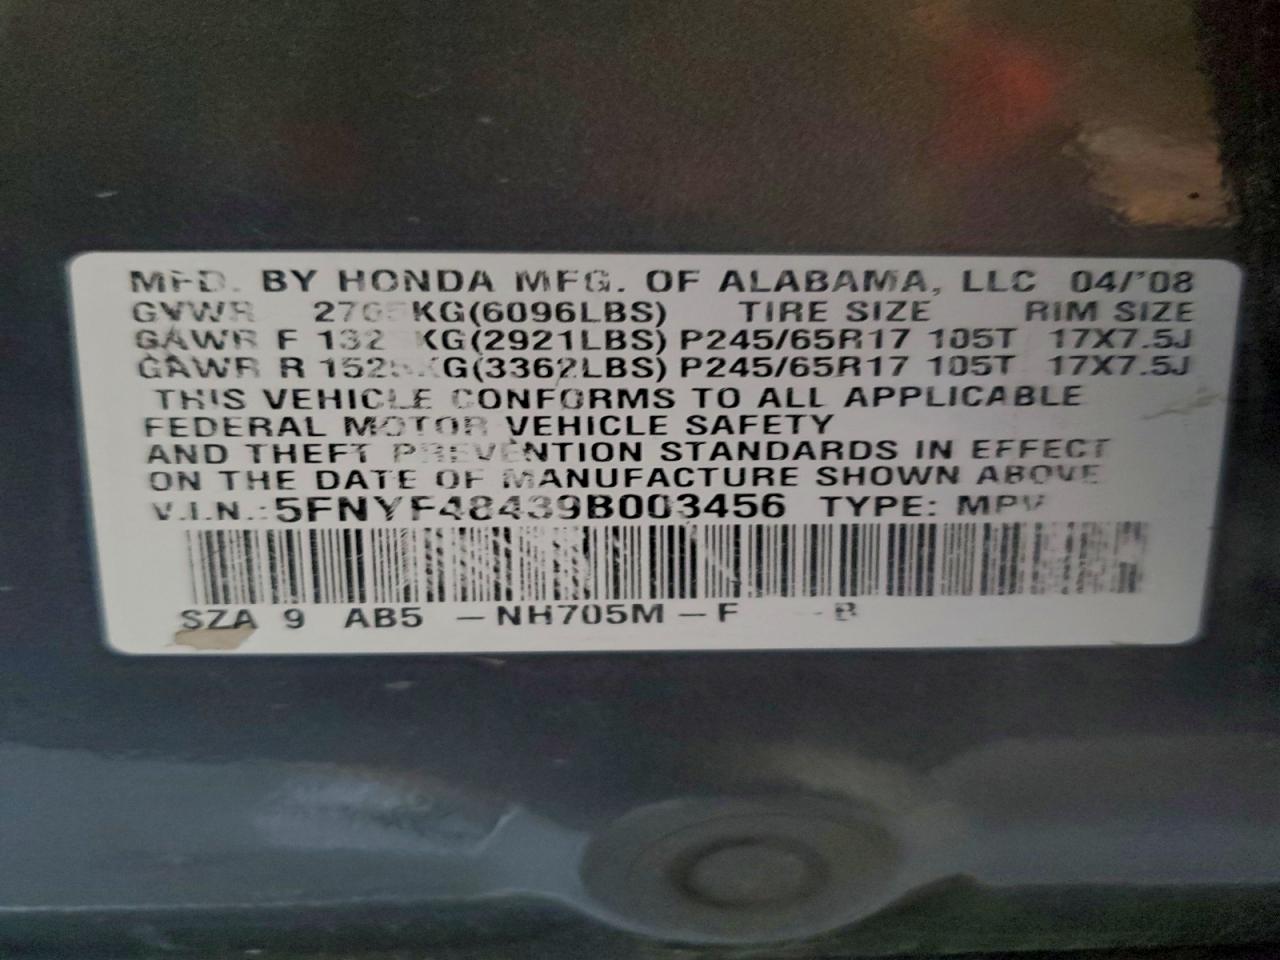 MFD. BY HONDA MFG. OF ALABAMA, LLC 04/'08
GVWR 2765KG(6096LBS) TIRE SIZE RIM SIZE
GAWR F KG(2921LBS) P245/65R17 105T 17X7.5J
GAWR R 1525KG(3362LBS) P245/65R17 105T 17X7.5J
THIS VEHICLE CONFORMS TO ALL APPLICABLE
FEDERAL MOTOR VEHICLE SAFETY
AND THEFT PREVENTION STANDARDS IN EFFECT
ON THE DATE OF MANUFACTURE SHOWN ABOVE
V.I.N.: 5FNYF48439B003456 TYPE: MPV
SZA 9 AB5 -NH705M-F -B